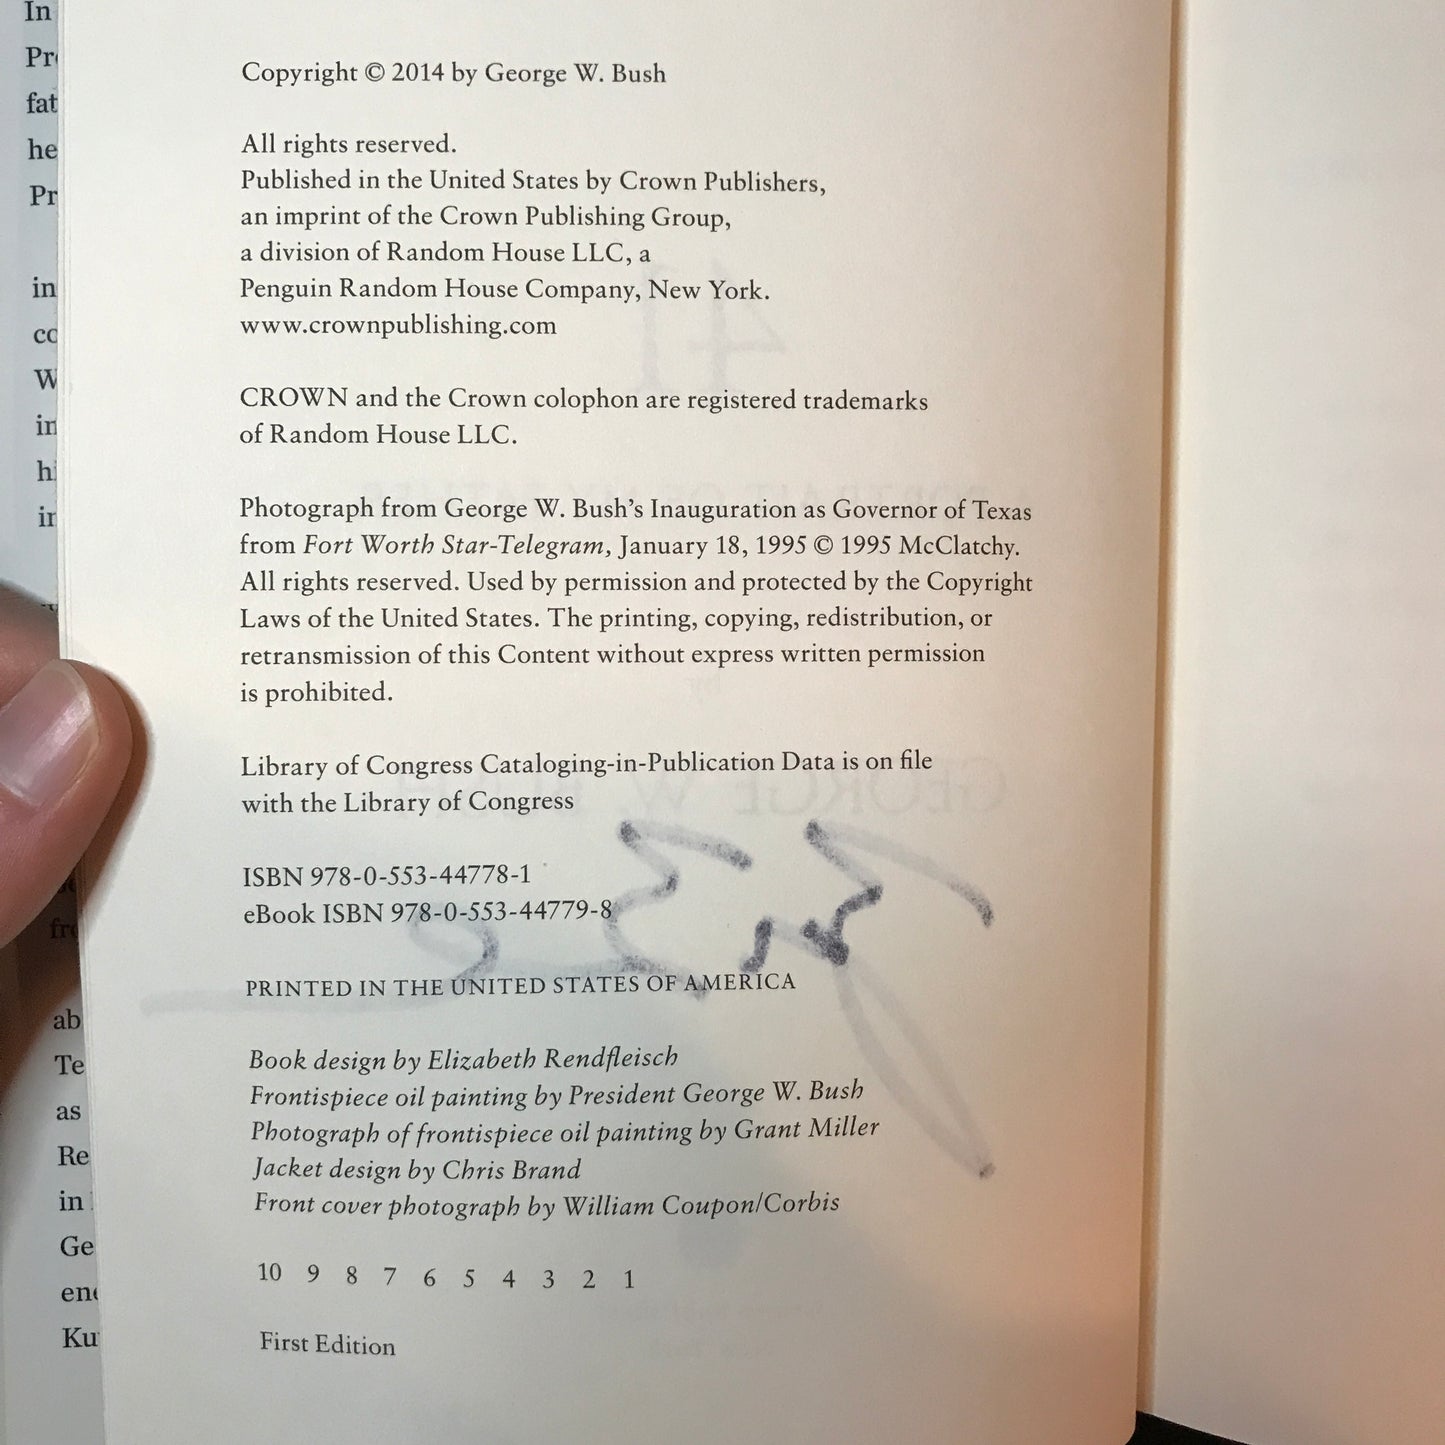 In
fat
he
in
W
in
Copyright © 2014 by George W. Bush
All rights reserved.
Published in the United States by Crown Publishers,
an imprint of the Crown Publishing Group,
a division of Random House LLC, a
Penguin Random House Company, New York.
www.crownpublishing.com
CROWN and the Crown colophon are registered trademarks
of Random House LLC.
Photograph from George W. Bush’s Inauguration as Governor of Texas
from Fort Worth Star-Telegram, January 18, 1995 © 1995 McClatchy.
All rights reserved. Used by permission and protected by the Copyright
Laws of the United States. The printing, copying, redistribution, or
retransmission of this Content without express written permission
is prohibited.
Library of Congress Cataloging-in-Publication Data is on file
with the Library of Congress
ISBN 978-0-553-44778-1
eBook ISBN 978-0-553-44779-8
PRINTED IN THE UNITED STATES OF AMERICA
Book design by Elizabeth Rendfleisch
Frontispiece oil painting by President George W. Bush
Photograph of frontispiece oil painting by Grant Miller
Jacket design by Chris Brand
Front cover photograph by William Coupon/Corbis
10 9 8 7 6 5 4 3 2 1
First Edition